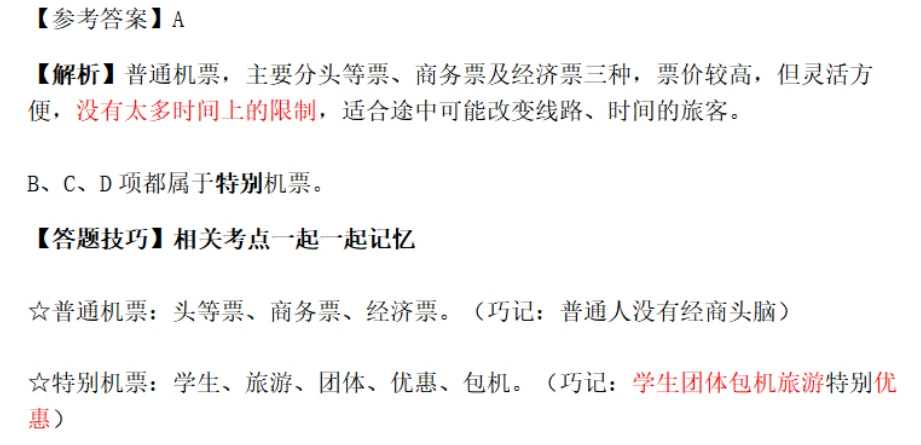 【参考答案】A
【解析】普通机票，主要分头等票、商务票及经济票三种，票价较高，但灵活方
便，没有太多时间上的限制，适合途中可能改变线路、时间的旅客。
B、C、D 项都属于特别机票。
【答题技巧】相关考点一起一起记忆
☆普通机票：头等票、商务票、经济票。（巧记：普通人没有经商头脑）
☆特别机票：学生、旅游、团体、优惠、包机。（巧记：学生团体包机旅游特别优
惠）